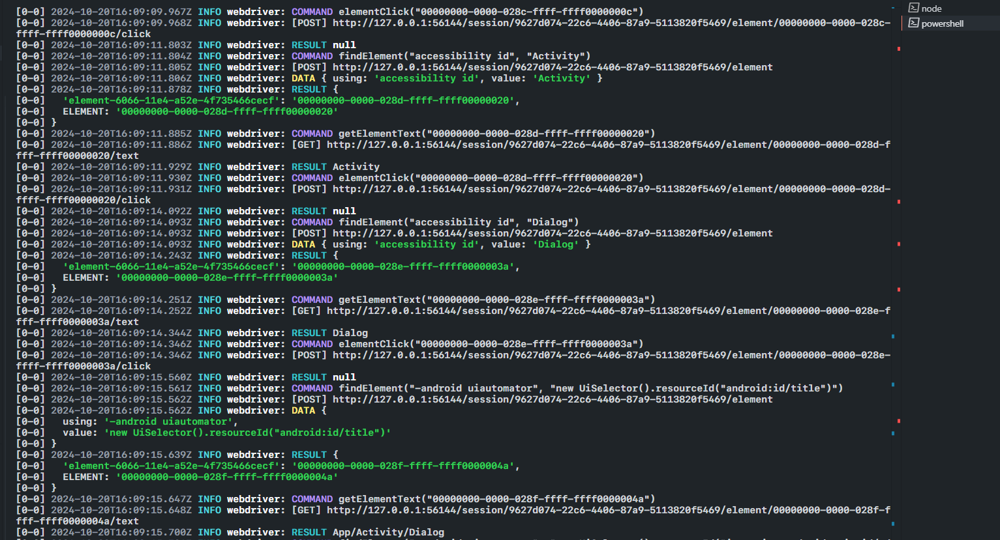 [0-0] 2024-10-20T16:09:09.967Z INFO webdriver: COMMAND elementClick("00000000-0000-028c-ffff-ffff0000000c")
[0-0] 2024-10-20T16:09:09.968Z INFO webdriver: [POST] http://127.0.0.1:56144/session/9627d074-22c6-4406-87a9-5113820f5469/element/00000000-0000-028c-
ffff-ffff0000000c/click
[0-0] 2024-10-20T16:09:11.803Z INFO webdriver: RESULT null
[0-0] 2024-10-20T16:09:11.804Z INFO webdriver: COMMAND findElement("accessibility id", "Activity")
[0-0] 2024-10-20T16:09:11.805Z INFO webdriver: [POST] http://127.0.0.1:56144/session/9627d074-22c6-4406-87a9-5113820f5469/element
[0-0] 2024-10-20T16:09:11.806Z INFO webdriver: DATA { using: 'accessibility id', value: 'Activity' }
[0-0] 2024-10-20T16:09:11.878Z INFO webdriver: RESULT {
[0-0]   'element-6066-11e4-a52e-4f735466cecf': '00000000-0000-028d-ffff-ffff00000020',
[0-0]   ELEMENT: '00000000-0000-028d-ffff-ffff00000020'
[0-0] }
[0-0] 2024-10-20T16:09:11.885Z INFO webdriver: COMMAND getElementText("00000000-0000-028d-ffff-ffff00000020")
[0-0] 2024-10-20T16:09:11.886Z INFO webdriver: [GET] http://127.0.0.1:56144/session/9627d074-22c6-4406-87a9-5113820f5469/element/00000000-0000-028d-f
fff-ffff00000020/text
[0-0] 2024-10-20T16:09:11.929Z INFO webdriver: RESULT Activity
[0-0] 2024-10-20T16:09:11.930Z INFO webdriver: COMMAND elementClick("00000000-0000-028d-ffff-ffff00000020")
[0-0] 2024-10-20T16:09:11.931Z INFO webdriver: [POST] http://127.0.0.1:56144/session/9627d074-22c6-4406-87a9-5113820f5469/element/00000000-0000-028d-
ffff-ffff00000020/click
[0-0] 2024-10-20T16:09:14.092Z INFO webdriver: RESULT null
[0-0] 2024-10-20T16:09:14.093Z INFO webdriver: COMMAND findElement("accessibility id", "Dialog")
[0-0] 2024-10-20T16:09:14.093Z INFO webdriver: [POST] http://127.0.0.1:56144/session/9627d074-22c6-4406-87a9-5113820f5469/element
[0-0] 2024-10-20T16:09:14.093Z INFO webdriver: DATA { using: 'accessibility id', value: 'Dialog' }
[0-0] 2024-10-20T16:09:14.243Z INFO webdriver: RESULT {
[0-0]   'element-6066-11e4-a52e-4f735466cecf': '00000000-0000-028e-ffff-ffff0000003a',
[0-0]   ELEMENT: '00000000-0000-028e-ffff-ffff0000003a'
[0-0] }
[0-0] 2024-10-20T16:09:14.251Z INFO webdriver: COMMAND getElementText("00000000-0000-028e-ffff-ffff0000003a")
[0-0] 2024-10-20T16:09:14.252Z INFO webdriver: [GET] http://127.0.0.1:56144/session/9627d074-22c6-4406-87a9-5113820f5469/element/00000000-0000-028e-f
fff-ffff0000003a/text
[0-0] 2024-10-20T16:09:14.344Z INFO webdriver: RESULT Dialog
[0-0] 2024-10-20T16:09:14.346Z INFO webdriver: COMMAND elementClick("00000000-0000-028e-ffff-ffff0000003a")
[0-0] 2024-10-20T16:09:14.346Z INFO webdriver: [POST] http://127.0.0.1:56144/session/9627d074-22c6-4406-87a9-5113820f5469/element/00000000-0000-028e-
ffff-ffff0000003a/click
[0-0] 2024-10-20T16:09:15.560Z INFO webdriver: RESULT null
[0-0] 2024-10-20T16:09:15.561Z INFO webdriver: COMMAND findElement("-android uiautomator", "new UiSelector().resourceId("android:id/title")")
[0-0] 2024-10-20T16:09:15.562Z INFO webdriver: [POST] http://127.0.0.1:56144/session/9627d074-22c6-4406-87a9-5113820f5469/element
[0-0] 2024-10-20T16:09:15.562Z INFO webdriver: DATA {
[0-0]   using: '-android uiautomator',
[0-0]   value: 'new UiSelector().resourceId("android:id/title")'
[0-0] }
[0-0] 2024-10-20T16:09:15.639Z INFO webdriver: RESULT {
[0-0]   'element-6066-11e4-a52e-4f735466cecf': '00000000-0000-028f-ffff-ffff0000004a',
[0-0]   ELEMENT: '00000000-0000-028f-ffff-ffff0000004a'
[0-0] }
[0-0] 2024-10-20T16:09:15.647Z INFO webdriver: COMMAND getElementText("00000000-0000-028f-ffff-ffff0000004a")
[0-0] 2024-10-20T16:09:15.648Z INFO webdriver: [GET] http://127.0.0.1:56144/session/9627d074-22c6-4406-87a9-5113820f5469/element/00000000-0000-028f-f
fff-ffff0000004a/text
[0-0] 2024-10-20T16:09:15.700Z INFO webdriver: RESULT App/Activity/Dialog
node
powershell